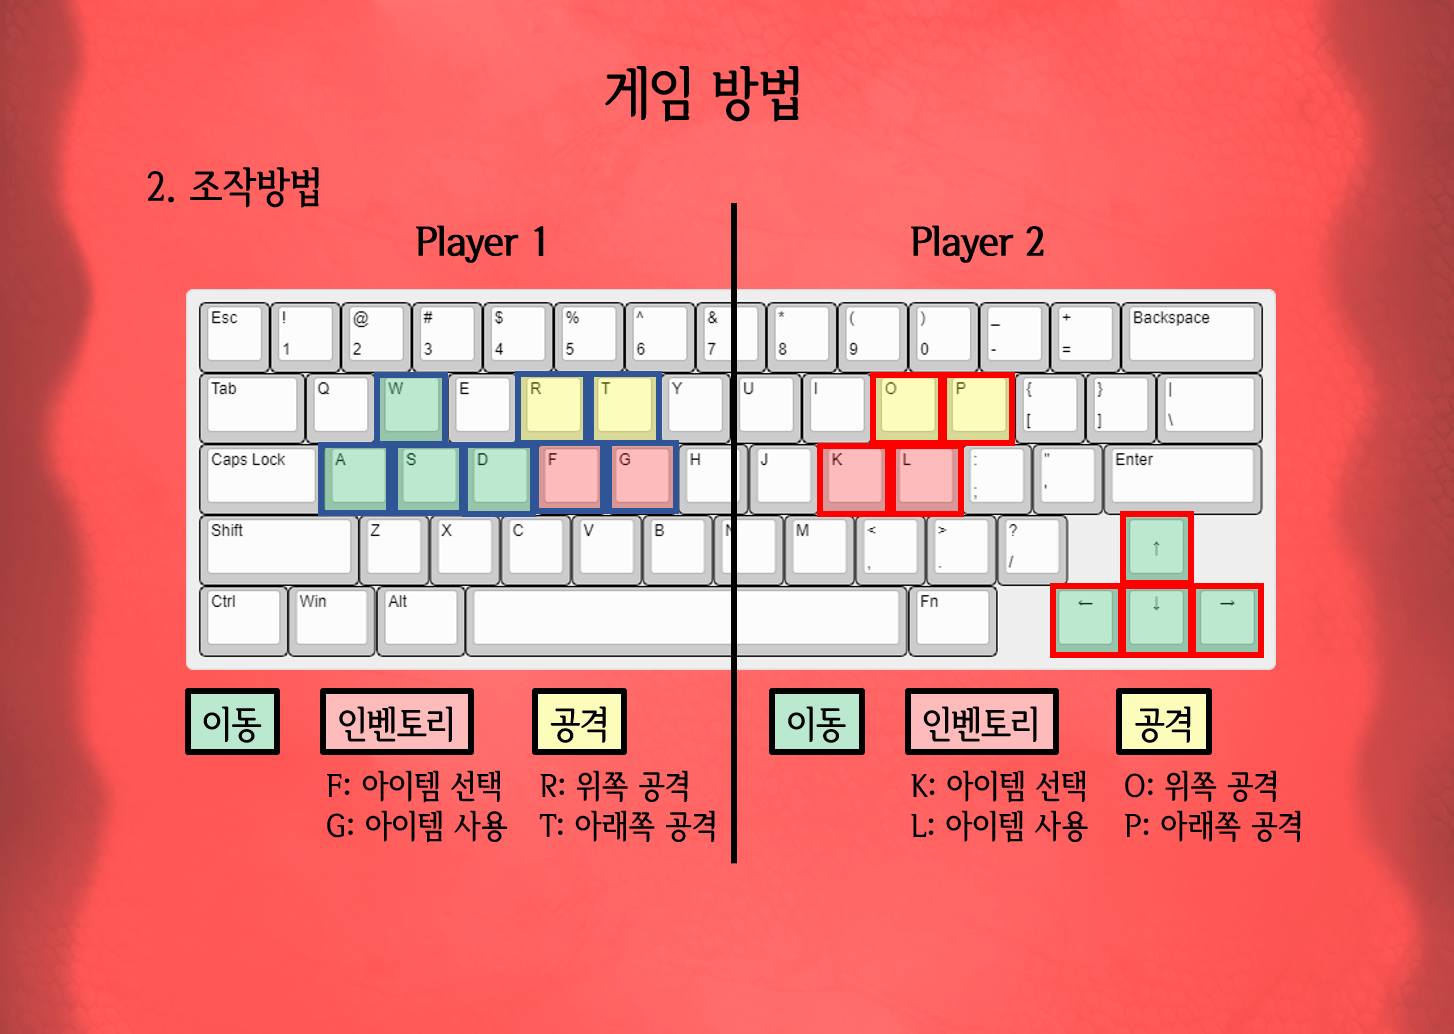 게임 방법
2. 조작방법
Player 1
Player 2
Esc ! 1 @ 2 # 3 $ 4 % 5 ^ 6 & 7 * 8 ( 9 ) 0 _ - + = Backspace
Tab Q W E R T Y U I O P { [ } ] | \
Caps Lock A S D F G H J K L : ; " ' Enter
Shift Z X C V B N M < , > . ? / ↑
Ctrl Win Alt Fn ← ↓ →
이동 인벤토리 공격
F: 아이템 선택 R: 위쪽 공격
G: 아이템 사용 T: 아래쪽 공격
이동 인벤토리 공격
K: 아이템 선택 O: 위쪽 공격
L: 아이템 사용 P: 아래쪽 공격